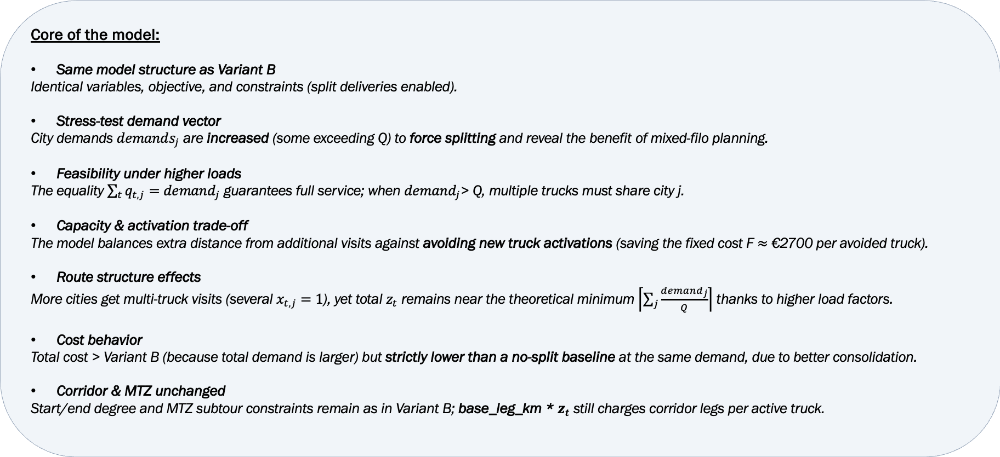 Core of the model:
• Same model structure as Variant B
Identical variables, objective, and constraints (split deliveries enabled).
• Stress-test demand vector
City demands demands_j are increased (some exceeding Q) to force splitting and reveal the benefit of mixed-filo planning.
• Feasibility under higher loads
The equality ∑_t q_{t,j} = demand_j guarantees full service; when demand_j > Q, multiple trucks must share city j.
• Capacity & activation trade-off
The model balances extra distance from additional visits against avoiding new truck activations (saving the fixed cost F ≈ €2700 per avoided truck).
• Route structure effects
More cities get multi-truck visits (several x_{t,j} = 1), yet total z_t remains near the theoretical minimum ⌈∑_j demand_j / Q⌉ thanks to higher load factors.
• Cost behavior
Total cost > Variant B (because total demand is larger) but strictly lower than a no-split baseline at the same demand, due to better consolidation.
• Corridor & MTZ unchanged
Start/end degree and MTZ subtour constraints remain as in Variant B; base_leg_km * z_t still charges corridor legs per active truck.